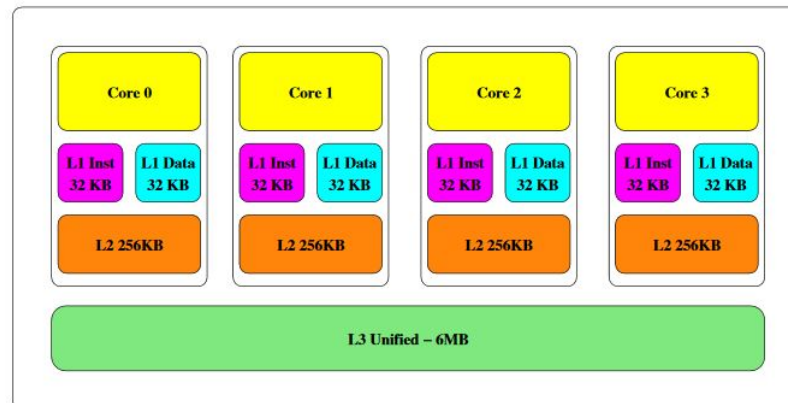 Core 0
Core 1
Core 2
Core 3
L1 Inst
32 KB
L1 Data
32 KB
L1 Inst
32 KB
L1 Data
32 KB
L1 Inst
32 KB
L1 Data
32 KB
L1 Inst
32 KB
L1 Data
32 KB
L2 256KB
L2 256KB
L2 256KB
L2 256KB
L3 Unified – 6MB